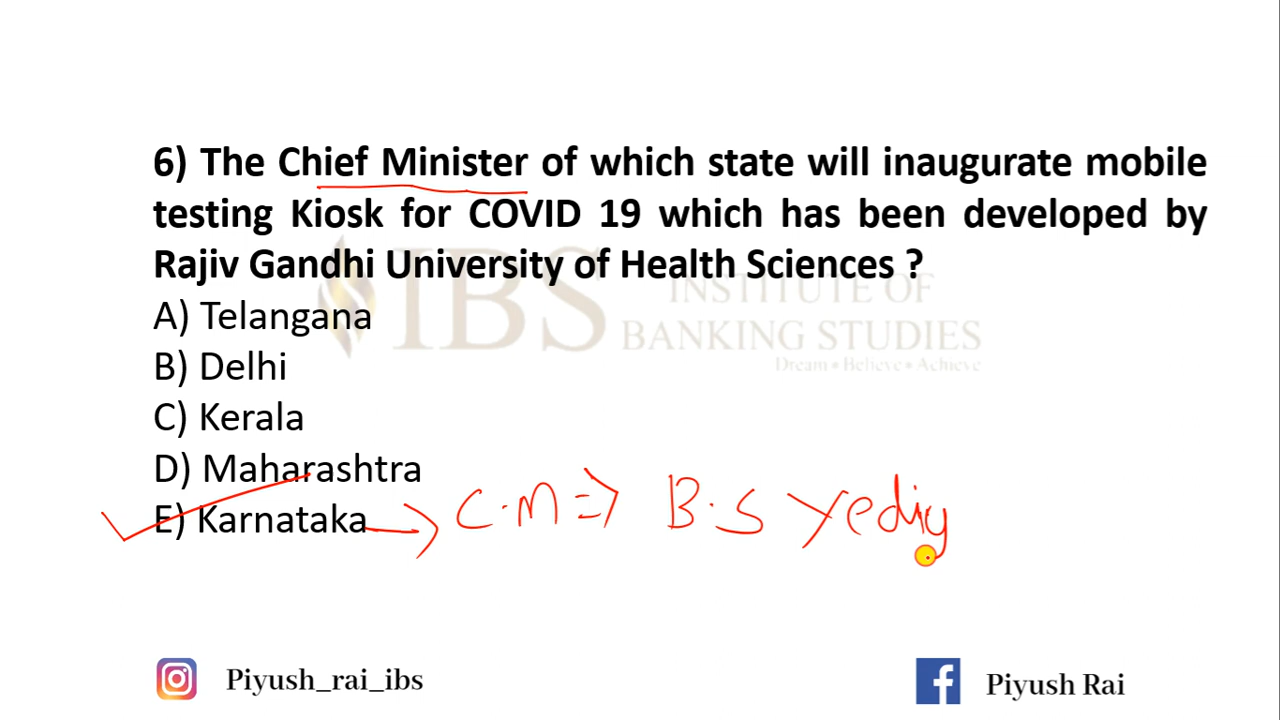 6) The Chief Minister of which state will inaugurate mobile
testing Kiosk for COVID 19 which has been developed by
Rajiv Gandhi University of Health Sciences ?
IBS INSTITUTE OF
BANKING STUDIES
Dream • Believe • Achieve
A) Telangana
B) Delhi
C) Kerala
D) Maharashtra
E) Karnataka → C.M => B.S Yediy
Piyush_rai_ibs
Piyush Rai